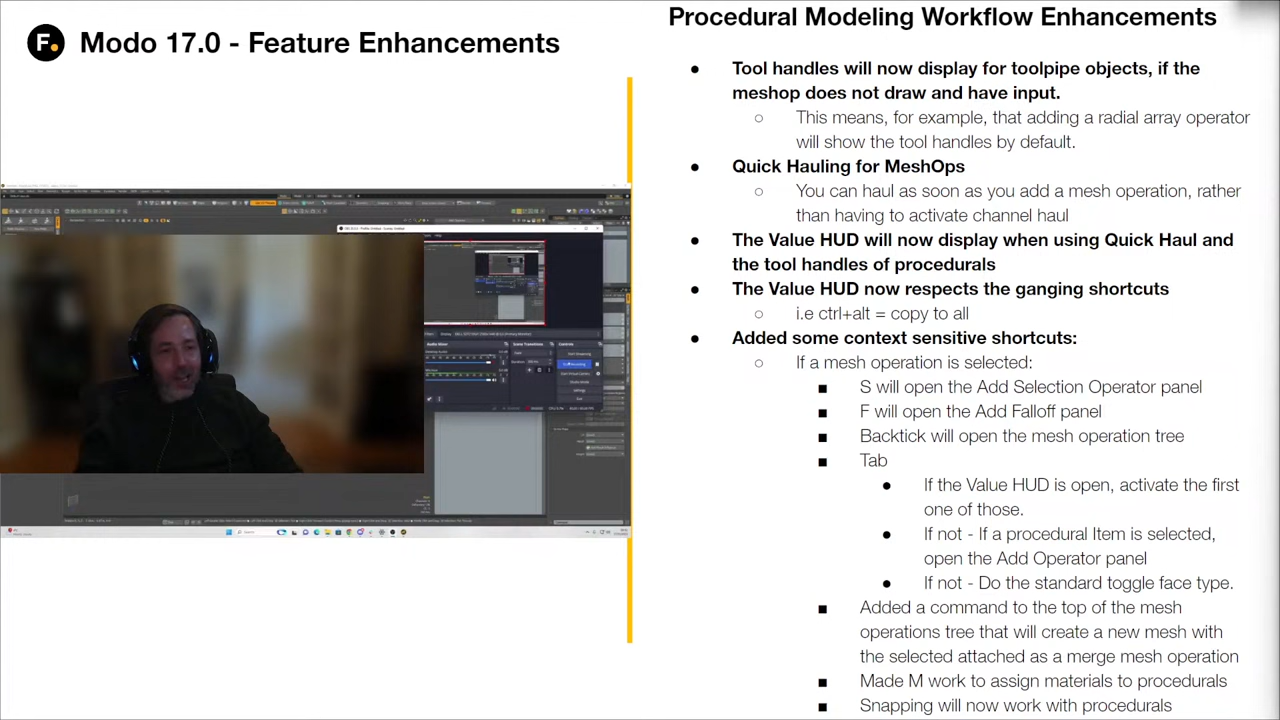 Procedural Modeling Workflow Enhancements
F. Modo 17.0 - Feature Enhancements
● Tool handles will now display for toolpipe objects, if the
meshop does not draw and have input.
○ This means, for example, that adding a radial array operator
will show the tool handles by default.
● Quick Hauling for MeshOps
○ You can haul as soon as you add a mesh operation, rather
than having to activate channel haul
● The Value HUD will now display when using Quick Haul and
the tool handles of procedurals
● The Value HUD now respects the ganging shortcuts
○ i.e ctrl+alt = copy to all
● Added some context sensitive shortcuts:
○ If a mesh operation is selected:
■ S will open the Add Selection Operator panel
■ F will open the Add Falloff panel
■ Backtick will open the mesh operation tree
■ Tab
● If the Value HUD is open, activate the first
one of those.
● If not - If a procedural Item is selected,
open the Add Operator panel
● If not - Do the standard toggle face type.
■ Added a command to the top of the mesh
operations tree that will create a new mesh with
the selected attached as a merge mesh operation
■ Made M work to assign materials to procedurals
■ Snapping will now work with procedurals